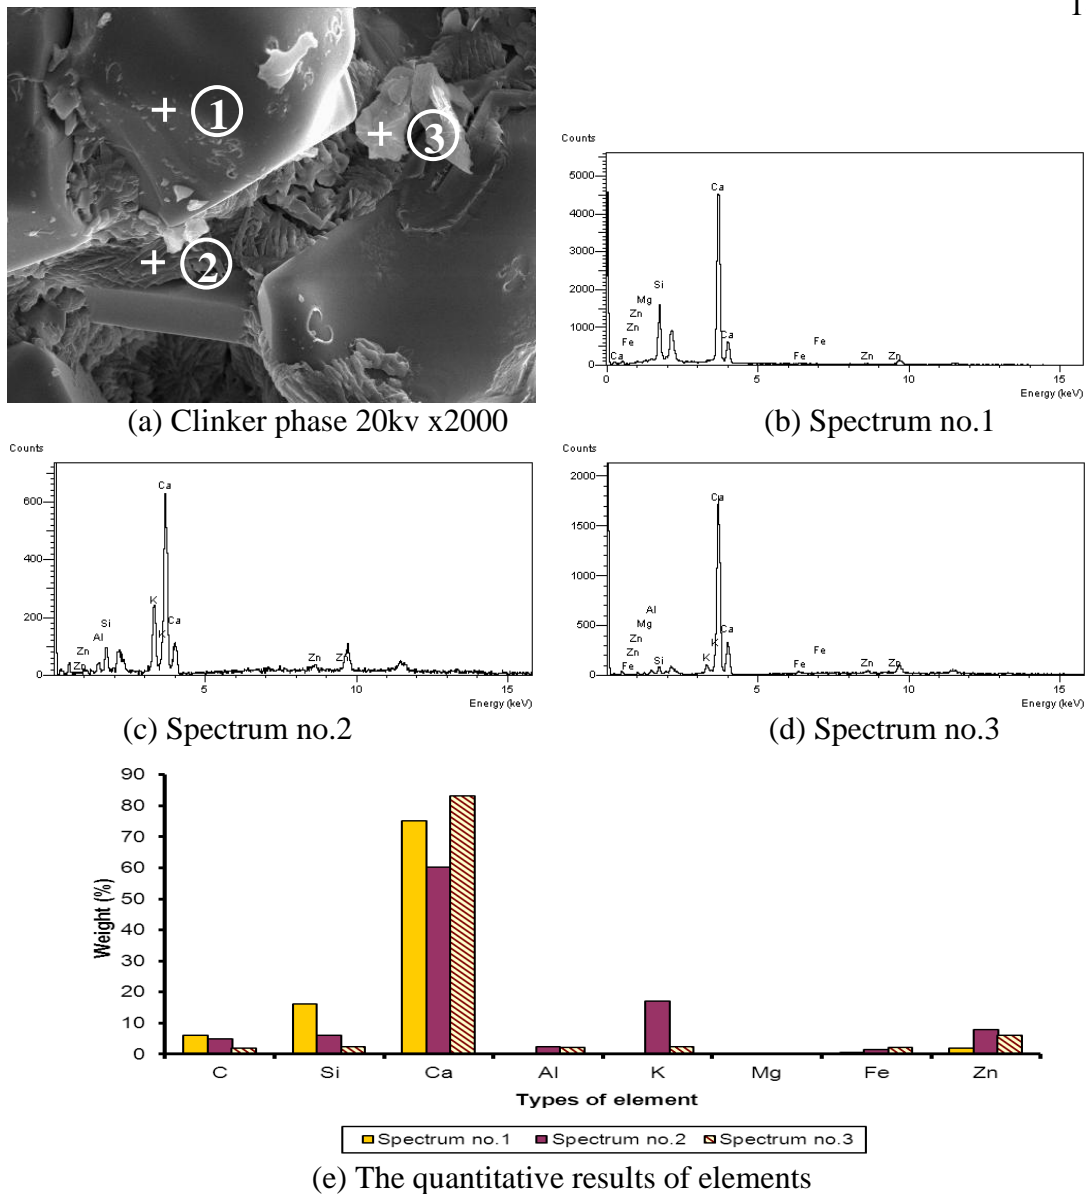 1
1
3
2
(a) Clinker phase 20kv x2000
Counts
5000
4000
3000
2000
1000
0
Ca
Si
Mg
Zn
Zn
Fe
Ca
Ca
Fe
Fe
Zn
Zn
0 5 10 15
Energy (keV)
(b) Spectrum no.1
Counts
600
400
200
0
Ca
K
Ca
Si
K
Al
Zn
Zn
Zn
Zn
5 10 15
Energy (keV)
(c) Spectrum no.2
Counts
2000
1500
1000
500
0
Ca
Al
Mg
Ca
Zn
K
Zn
Si
K
Fe
Fe
Fe
Zn
Zn
5 10 15
Energy (keV)
(d) Spectrum no.3
90
80
70
60
50
40
30
20
10
0
Weight (%)
C Si Ca Al K Mg Fe Zn
Types of element
Spectrum no.1 Spectrum no.2 Spectrum no.3
(e) The quantitative results of elements